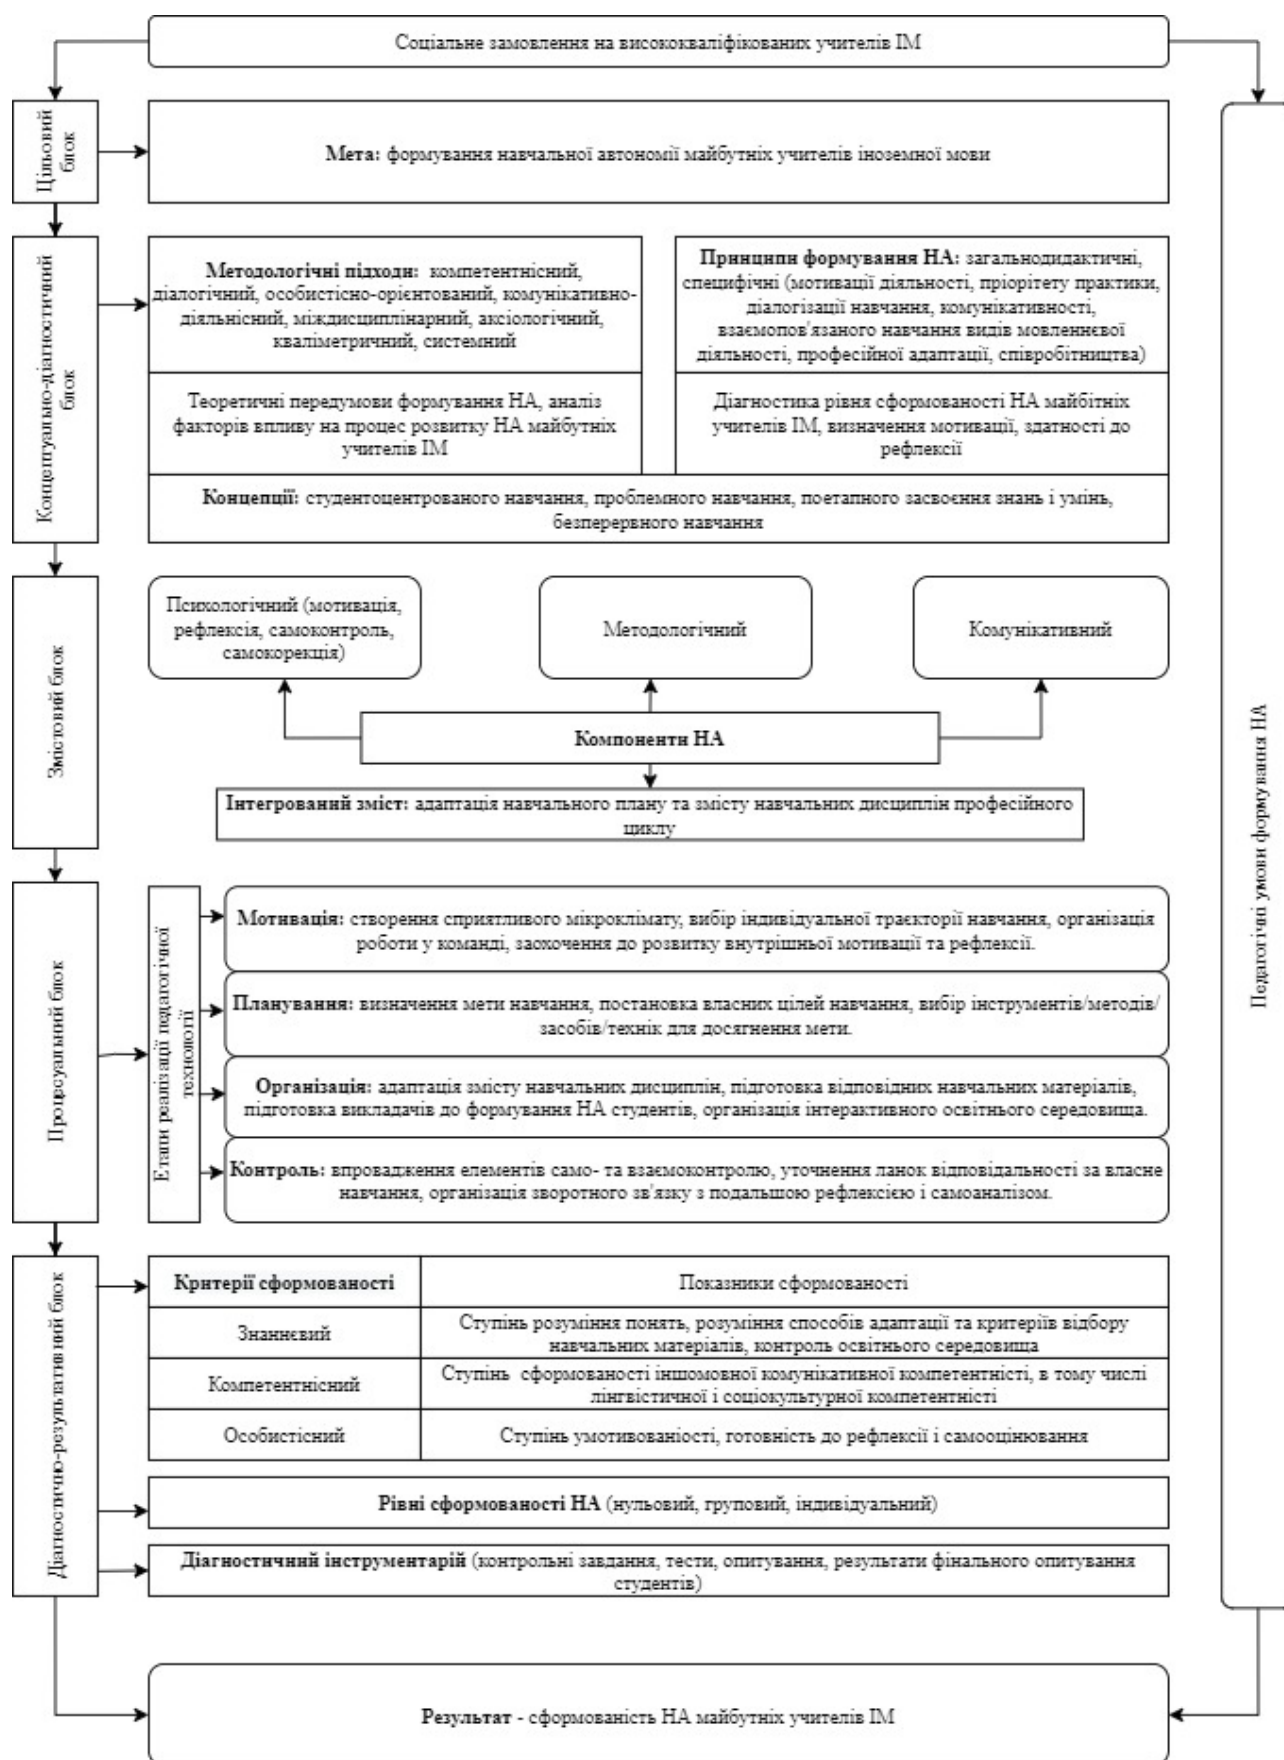 Соціальне замовлення на висококваліфікованих учителів ІМ
Цільовий
блок
Мета: формування навчальної автономії майбутніх учителів іноземної мови
Концептуально-діагностичний
блок
Методологічні підходи: компетентнісний,
діалогічний, особистісно-орієнтований, комунікативно-
діяльнісний, міждисциплінарний, аксіологічний,
кваліметричний, системний
Принципи формування НА: загальнодидактичні,
специфічні (мотивації діяльності, пріорітету практики,
діалогізації навчання, комунікативності,
взаємопов'язаного навчання видів мовленнєвої
діяльності, професійної адаптації, співробітництва)
Теоретичні передумови формування НА, аналіз
факторів впливу на процес розвитку НА майбутніх
учителів ІМ
Діагностика рівня сформованості НА майбітніх
учителів ІМ, визначення мотивації, здатності до
рефлексії
Концепції: студентоцентрованого навчання, проблемного навчання, поетапного засвоєння знань і умінь,
безперервного навчання
Змістовий блок
Психологічний (мотивація,
рефлексія, самоконтроль,
самокорекція)
Методологічний
Комунікативний
Компоненти НА
Інтегрований зміст: адаптація навчального плану та змісту навчальних дисциплін професійного
циклу
Педагогічні умови формування НА
Процесуальний блок
Етапи реалізації педагогічної
технології
Мотивація: створення сприятливого мікроклімату, вибір індивідуальної траєкторії навчання, організація
роботи у команді, заохочення до розвитку внутрішньої мотивації та рефлексії.
Планування: визначення мети навчання, постановка власних цілей навчання, вибір інструментів/методів/
засобів/технік для досягнення мети.
Організація: адаптація змісту навчальних дисциплін, підготовка відповідних навчальних матеріалів,
підготовка викладачів до формування НА студентів, організація інтерактивного освітнього середовища.
Контроль: впровадження елементів само- та взаємоконтролю, уточнення ланок відповідальності за власне
навчання, організація зворотного зв'язку з подальшою рефлексією і самоаналізом.
Діагностично-результативний блок
Критерії сформованості
Показники сформованості
Знаннєвий
Ступінь розуміння понять, розуміння способів адаптації та критеріїв відбору
навчальних матеріалів, контроль освітнього середовища
Компетентнісний
Ступінь сформованості іншомовної комунікативної компетентністі, в тому числі
лінгвістичної і соціокультурної компетентністі
Особистісний
Ступінь умотивованіості, готовність до рефлексії і самооцінювання
Рівні сформованості НА (нульовий, груповий, індивідуальний)
Діагностичний інструментарій (контрольні завдання, тести, опитування, результати фінального опитування
студентів)
Результат - сформованість НА майбутніх учителів ІМ